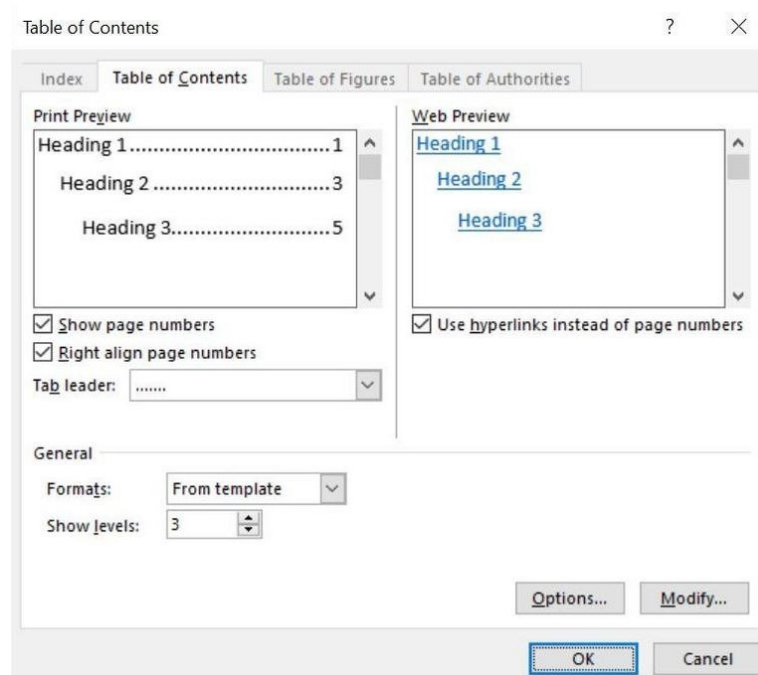 Table of Contents ?
Index Table of Contents Table of Figures Table of Authorities
Print Preview
Heading 1..................................1
Heading 2..............................3
Heading 3...........................5
Show page numbers
Right align page numbers
Tab leader: .......
Web Preview
Heading 1
Heading 2
Heading 3
Use hyperlinks instead of page numbers
General
Formats: From template
Show levels: 3
Options... Modify...
OK Cancel